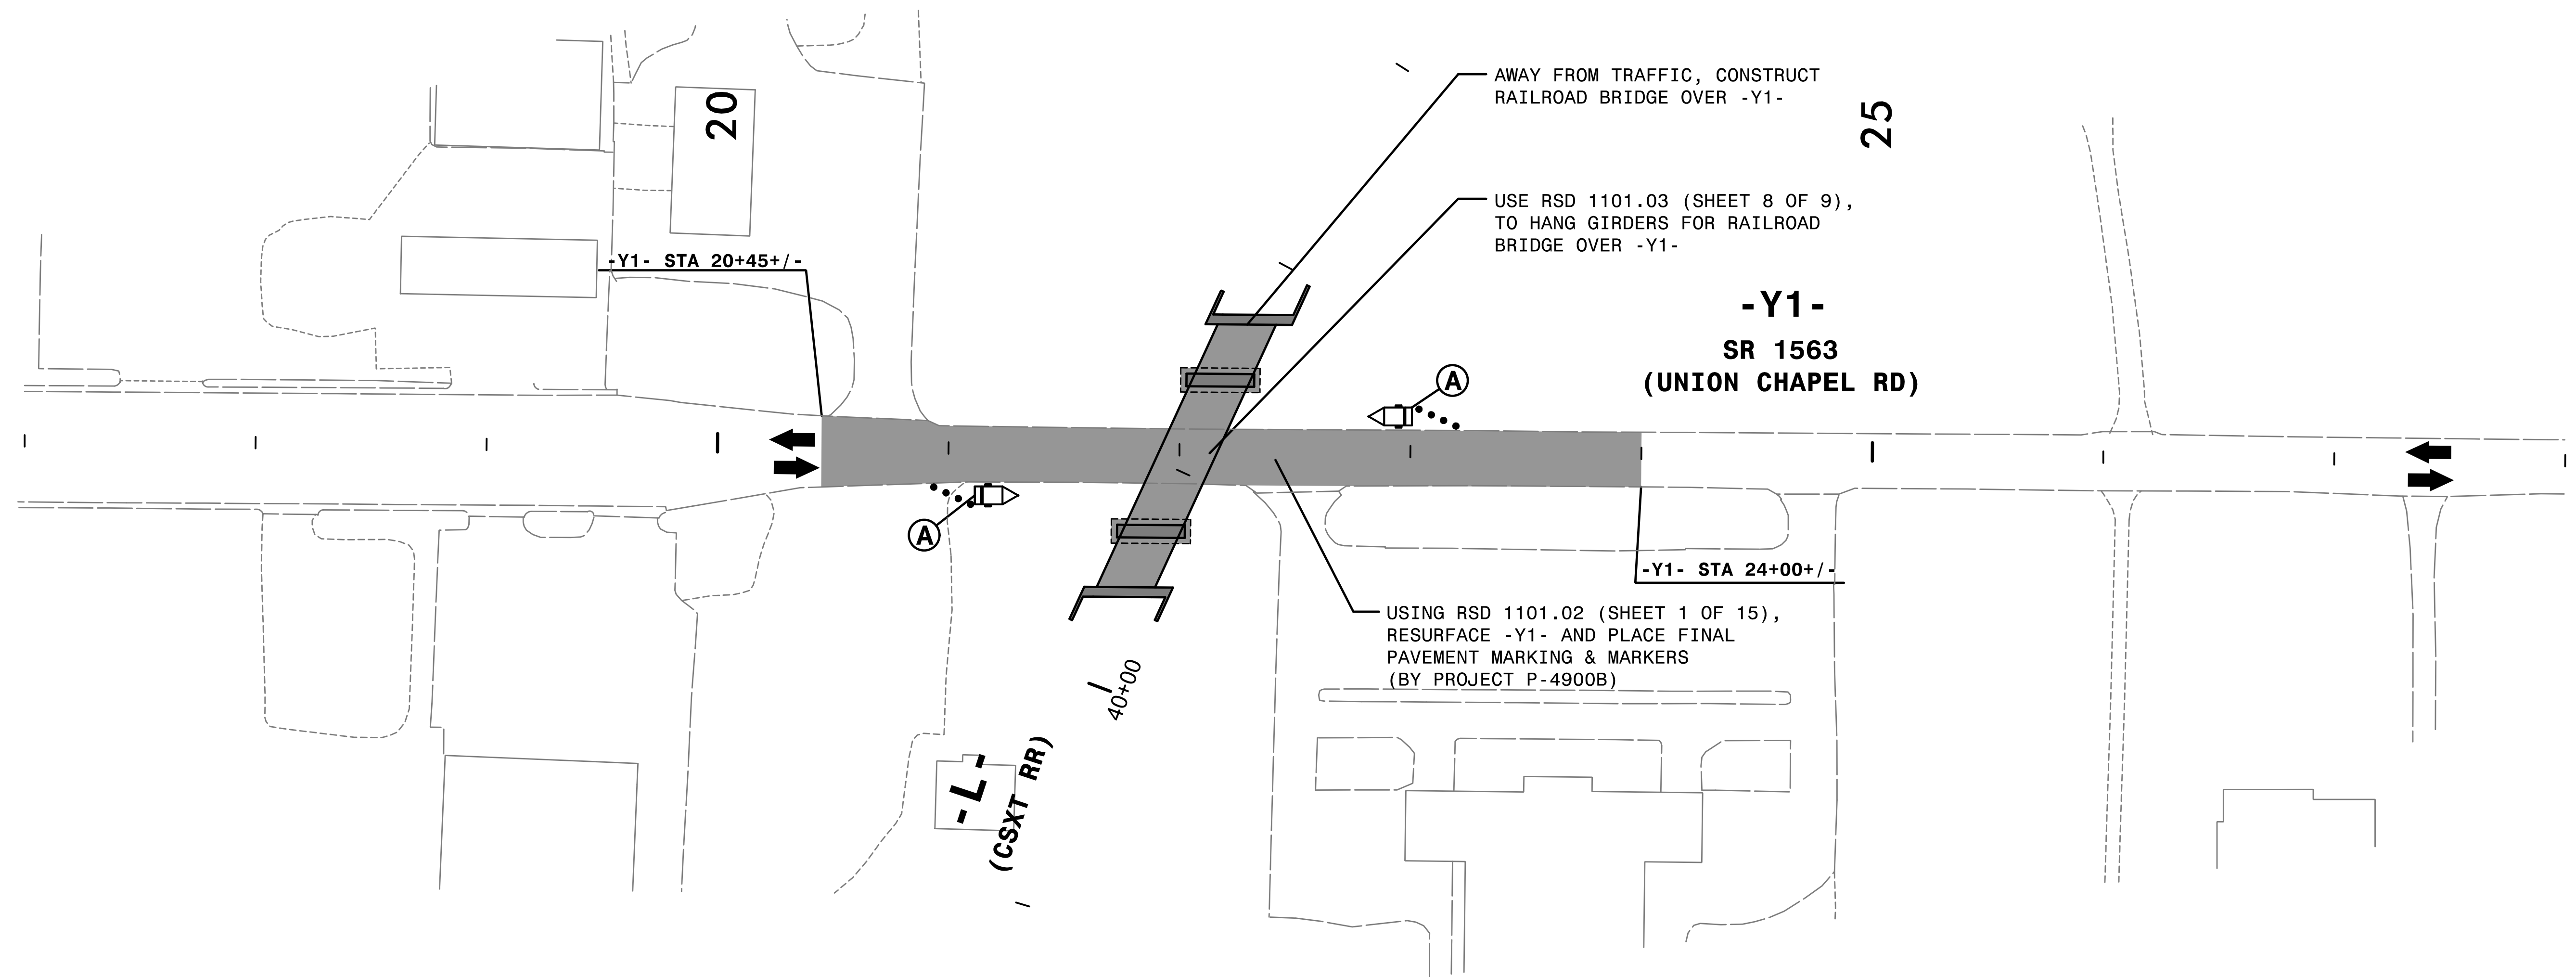 AWAY FROM TRAFFIC, CONSTRUCT
RAILROAD BRIDGE OVER -Y1-
20
25
USE RSD 1101.03 (SHEET 8 OF 9),
TO HANG GIRDERS FOR RAILROAD
BRIDGE OVER -Y1-
-Y1- STA 20+45+/-
-Y1-
SR 1563
(UNION CHAPEL RD)
A
A
-Y1- STA 24+00+/-
USING RSD 1101.02 (SHEET 1 OF 15),
RESURFACE -Y1- AND PLACE FINAL
PAVEMENT MARKING & MARKERS
(BY PROJECT P-4900B)
40+00
-L-
(CSXT RR)